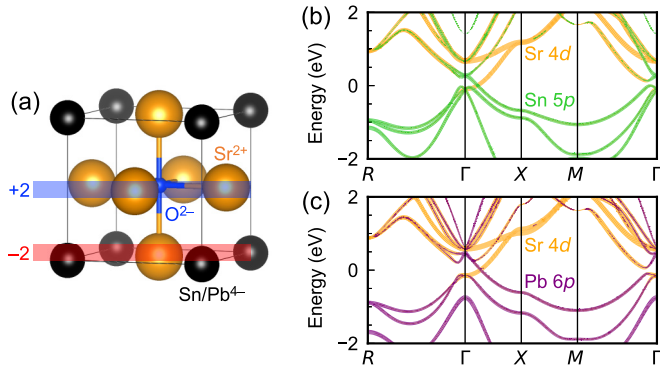 (a)
Sr²⁺
+2
O²⁻
−2
Sn/Pb⁴⁻
(b)
Energy (eV)
2
0
−2
Sr 4d
Sn 5p
R Γ X M Γ
(c)
Energy (eV)
2
0
−2
Sr 4d
Pb 6p
R Γ X M Γ